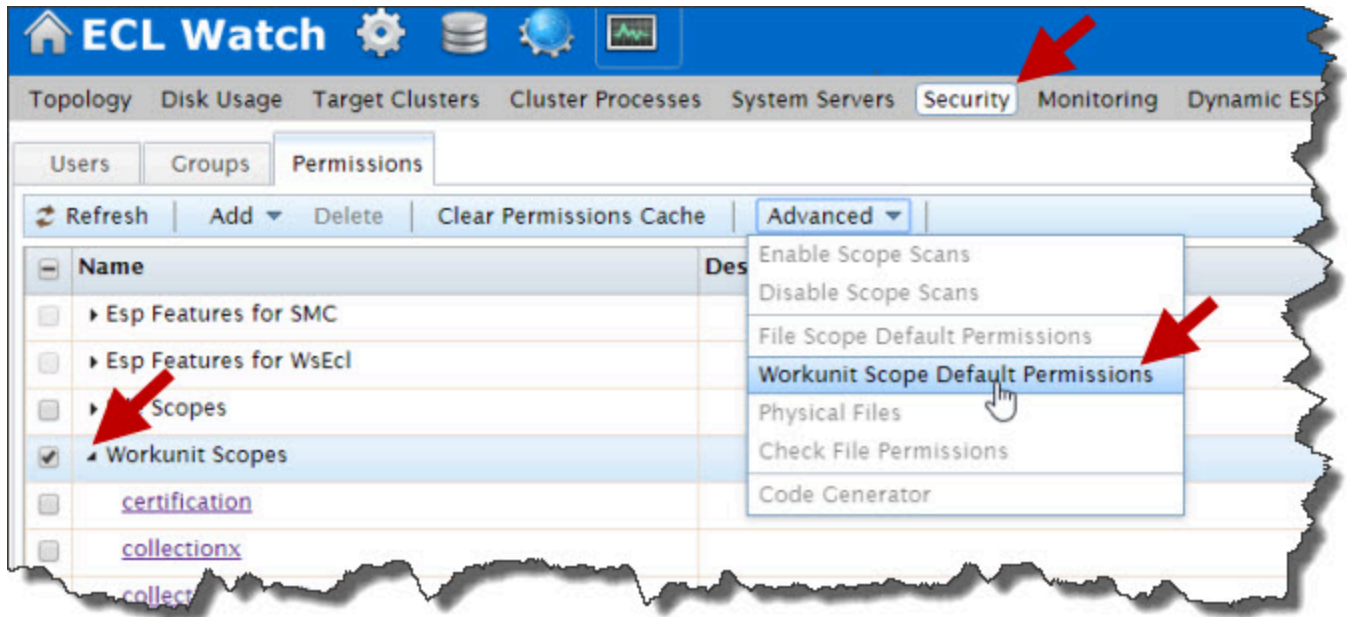 ECL Watch
Topology Disk Usage Target Clusters Cluster Processes System Servers Security Monitoring Dynamic ESD
Users Groups Permissions
Refresh Add Delete Clear Permissions Cache Advanced
Name Des
Enable Scope Scans
Disable Scope Scans
File Scope Default Permissions
Workunit Scope Default Permissions
Physical Files
Check File Permissions
Code Generator
Esp Features for SMC
Esp Features for WsEcl
Scopes
Workunit Scopes
certification
collectionx
collect